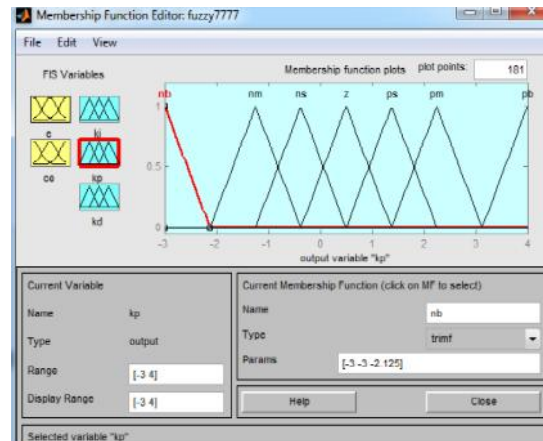 Membership Function Editor: fuzzy7777
File Edit View
FIS Variables
Membership function plots plot points: 181
nb nm ns z ps pm pb
e ki
ce kp
kd
1
0.5
0
-3 -2 -1 0 1 2 3 4
output variable "kp"
Current Variable
Name kp
Type output
Range [-3 4]
Display Range [-3 4]
Current Membership Function (click on MF to select)
Name nb
Type trimf
Params [-3 -3 -2.125]
Help Close
Selected variable "kp"